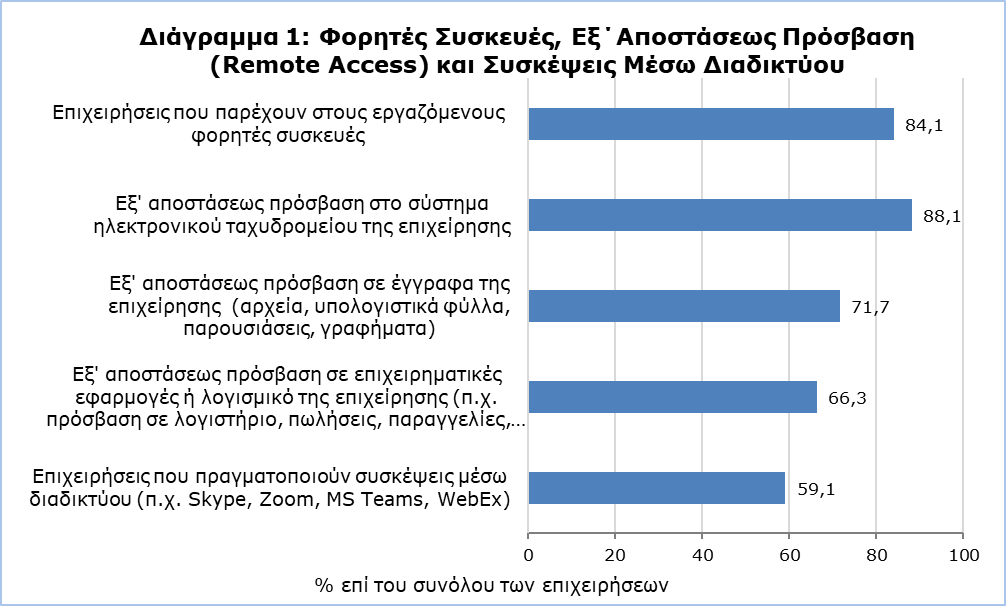 Διάγραμμα 1: Φορητές Συσκευές, Εξ΄Αποστάσεως Πρόσβαση
(Remote Access) και Συσκέψεις Μέσω Διαδικτύου
Επιχειρήσεις που παρέχουν στους εργαζόμενους
φορητές συσκευές
84,1
Εξ' αποστάσεως πρόσβαση στο σύστημα
ηλεκτρονικού ταχυδρομείου της επιχείρησης
88,1
Εξ' αποστάσεως πρόσβαση σε έγγραφα της
επιχείρησης (αρχεία, υπολογιστικά φύλλα,
παρουσιάσεις, γραφήματα)
71,7
Εξ' αποστάσεως πρόσβαση σε επιχειρηματικές
εφαρμογές ή λογισμικό της επιχείρησης (π.χ.
πρόσβαση σε λογιστήριο, πωλήσεις, παραγγελίες,...
66,3
Επιχειρήσεις που πραγματοποιούν συσκέψεις μέσω
διαδικτύου (π.χ. Skype, Zoom, MS Teams, WebEx)
59,1
0 20 40 60 80 100
% επί του συνόλου των επιχειρήσεων